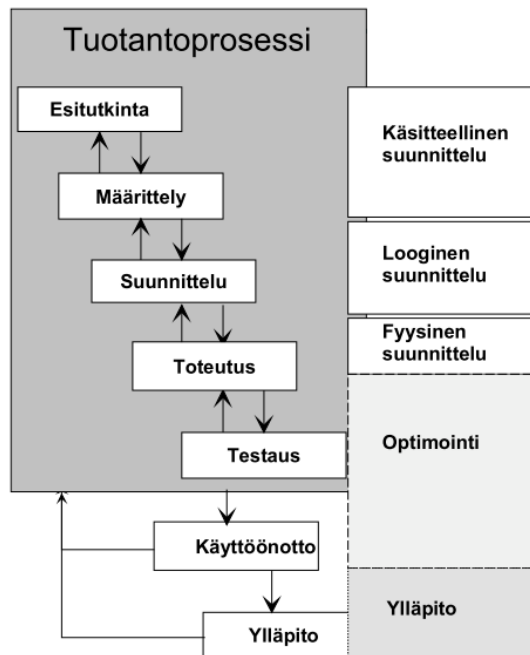 Tuotantoprosessi
Esitutkinta
Määrittely
Suunnittelu
Toteutus
Testaus
Käyttöönotto
Ylläpito
Käsitteellinen
suunnittelu
Looginen
suunnittelu
Fyysinen
suunnittelu
Optimointi
Ylläpito